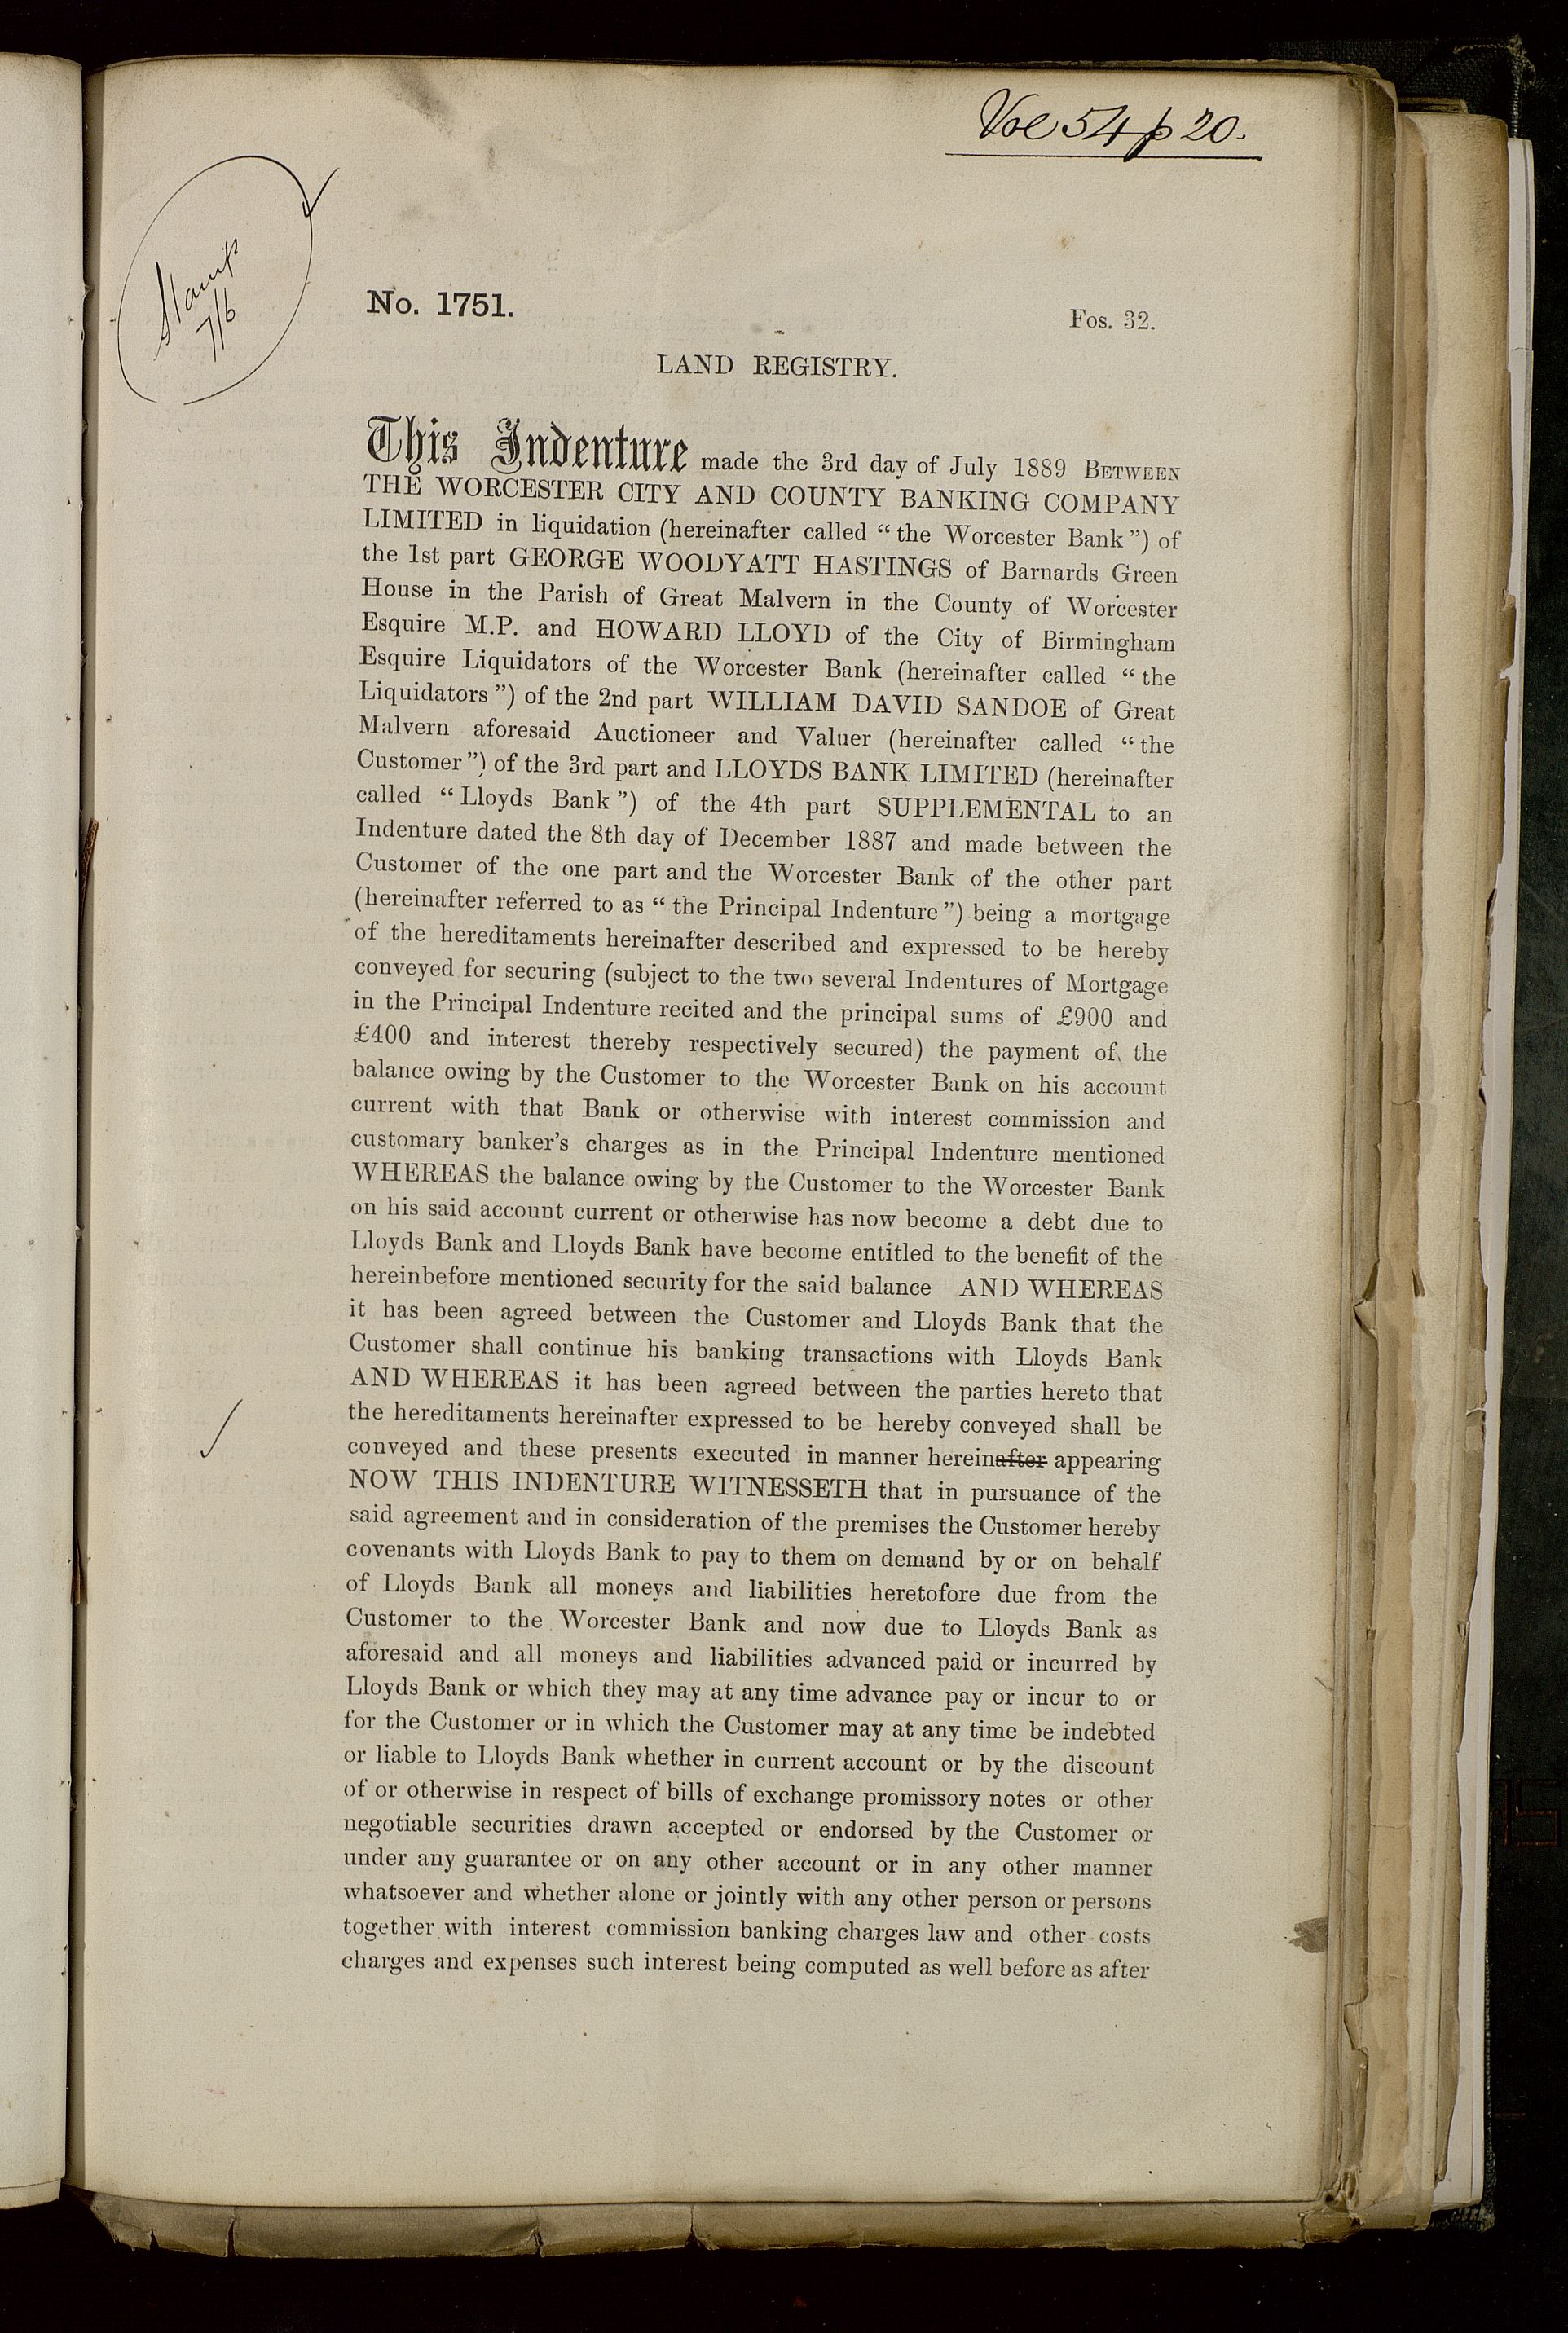 Vol 54 p 20.
Stamp
7/6
No. 1751.
Fos. 32.
LAND REGISTRY.
This Indenture made the 3rd day of July 1889 BETWEEN
THE WORCESTER CITY AND COUNTY BANKING COMPANY
LIMITED in liquidation (hereinafter called “ the Worcester Bank ”) of
the 1st part GEORGE WOODYATT HASTINGS of Barnards Green
House in the Parish of Great Malvern in the County of Worcester
Esquire M.P. and HOWARD LLOYD of the City of Birmingham
Esquire Liquidators of the Worcester Bank (hereinafter called “ the
Liquidators ”) of the 2nd part WILLIAM DAVID SANDOE of Great
Malvern aforesaid Auctioneer and Valuer (hereinafter called “ the
Customer ”) of the 3rd part and LLOYDS BANK LIMITED (hereinafter
called “ Lloyds Bank ”) of the 4th part SUPPLEMENTAL to an
Indenture dated the 8th day of December 1887 and made between the
Customer of the one part and the Worcester Bank of the other part
(hereinafter referred to as “ the Principal Indenture ”) being a mortgage
of the hereditaments hereinafter described and expressed to be hereby
conveyed for securing (subject to the two several Indentures of Mortgage
in the Principal Indenture recited and the principal sums of £900 and
£400 and interest thereby respectively secured) the payment of the
balance owing by the Customer to the Worcester Bank on his account
current with that Bank or otherwise with interest commission and
customary banker’s charges as in the Principal Indenture mentioned
WHEREAS the balance owing by the Customer to the Worcester Bank
on his said account current or otherwise has now become a debt due to
Lloyds Bank and Lloyds Bank have become entitled to the benefit of the
hereinbefore mentioned security for the said balance AND WHEREAS
it has been agreed between the Customer and Lloyds Bank that the
Customer shall continue his banking transactions with Lloyds Bank
AND WHEREAS it has been agreed between the parties hereto that
the hereditaments hereinafter expressed to be hereby conveyed shall be
conveyed and these presents executed in manner hereinafter appearing
NOW THIS INDENTURE WITNESSETH that in pursuance of the
said agreement and in consideration of the premises the Customer hereby
covenants with Lloyds Bank to pay to them on demand by or on behalf
of Lloyds Bank all moneys and liabilities heretofore due from the
Customer to the Worcester Bank and now due to Lloyds Bank as
aforesaid and all moneys and liabilities advanced paid or incurred by
Lloyds Bank or which they may at any time advance pay or incur to or
for the Customer or in which the Customer may at any time be indebted
or liable to Lloyds Bank whether in current account or by the discount
of or otherwise in respect of bills of exchange promissory notes or other
negotiable securities drawn accepted or endorsed by the Customer or
under any guarantee or on any other account or in any other manner
whatsoever and whether alone or jointly with any other person or persons
together with interest commission banking charges law and other costs
charges and expenses such interest being computed as well before as after